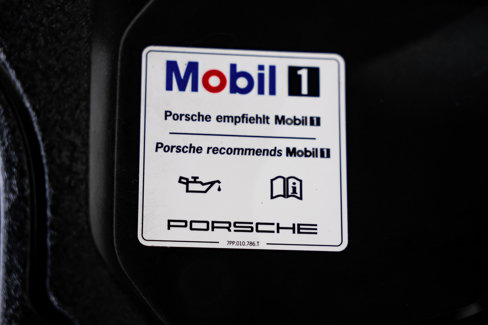 Mobil 1
Porsche empfiehlt Mobil 1
Porsche recommends Mobil 1
PORSCHE
7PP.010.786.T